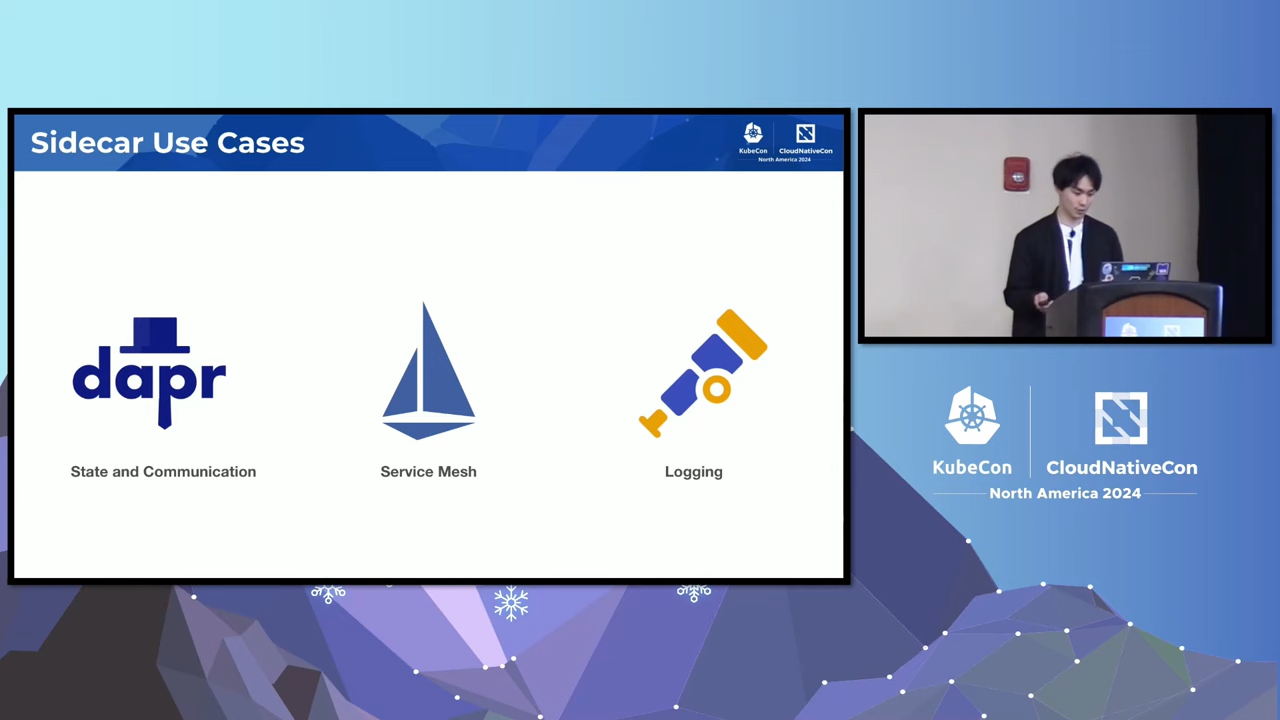 Sidecar Use Cases
KubeCon
CloudNativeCon
North America 2024
dapr
State and Communication
Service Mesh
Logging
KubeCon
CloudNativeCon
North America 2024